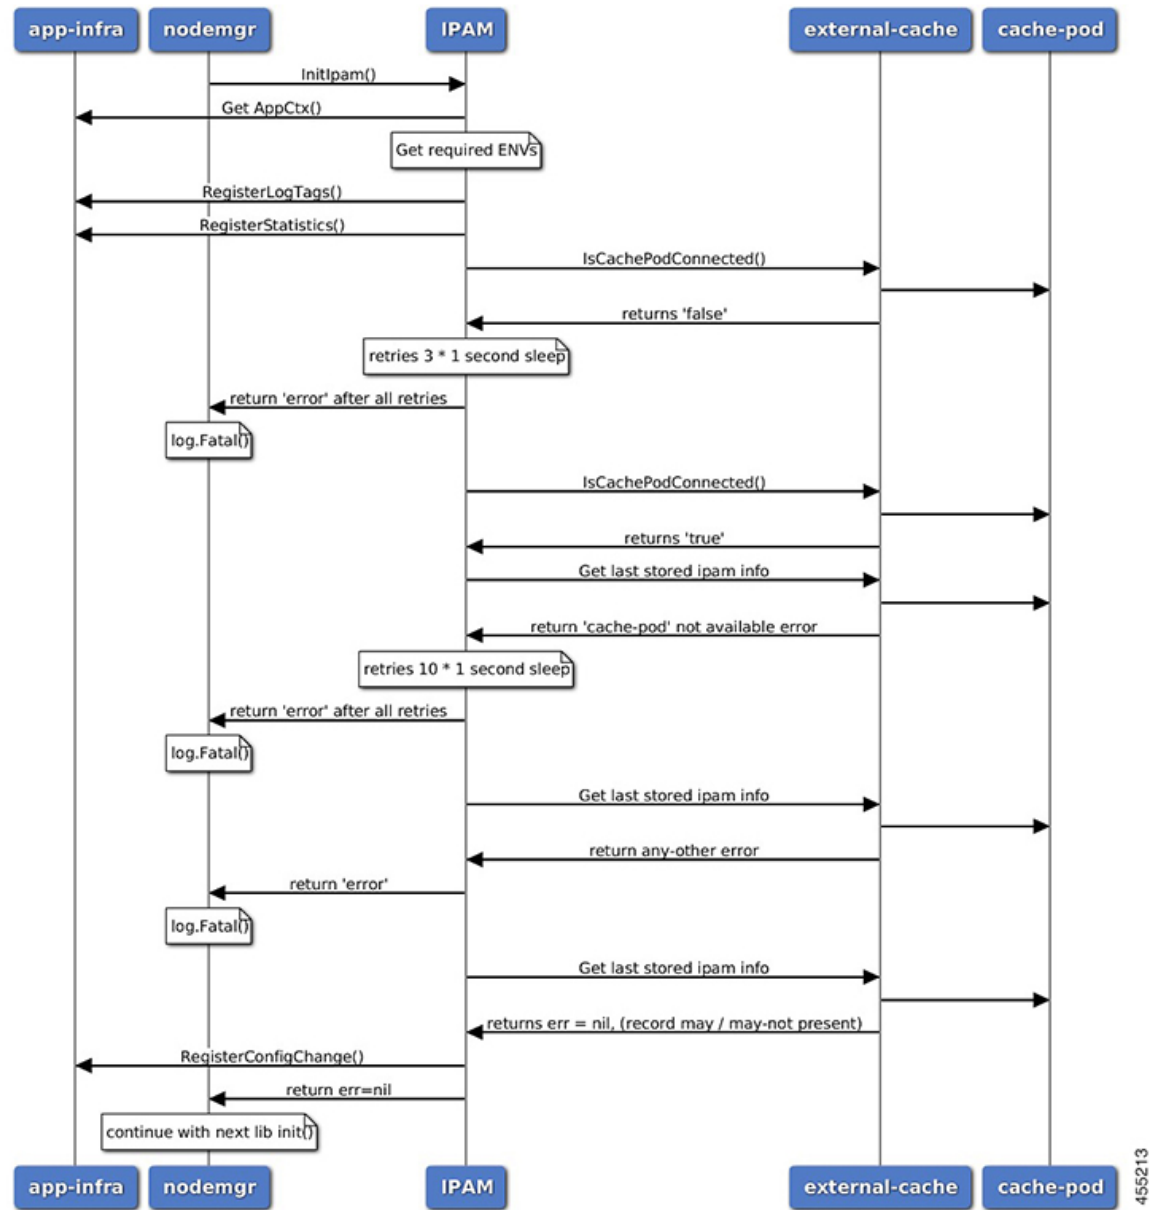 app-infra nodemgr IPAM external-cache cache-pod
InitIpam()
Get AppCtx()
Get required ENVs
RegisterLogTags()
RegisterStatistics()
IsCachePodConnected()
returns 'false'
retries 3 * 1 second sleep
return 'error' after all retries
log.Fatal()
IsCachePodConnected()
returns 'true'
Get last stored ipam info
return 'cache-pod' not available error
retries 10 * 1 second sleep
return 'error' after all retries
log.Fatal()
Get last stored ipam info
return any-other error
return 'error'
log.Fatal()
Get last stored ipam info
returns err = nil, (record may / may-not present)
RegisterConfigChange()
return err=nil
continue with next lib init()
app-infra nodemgr IPAM external-cache cache-pod
455213